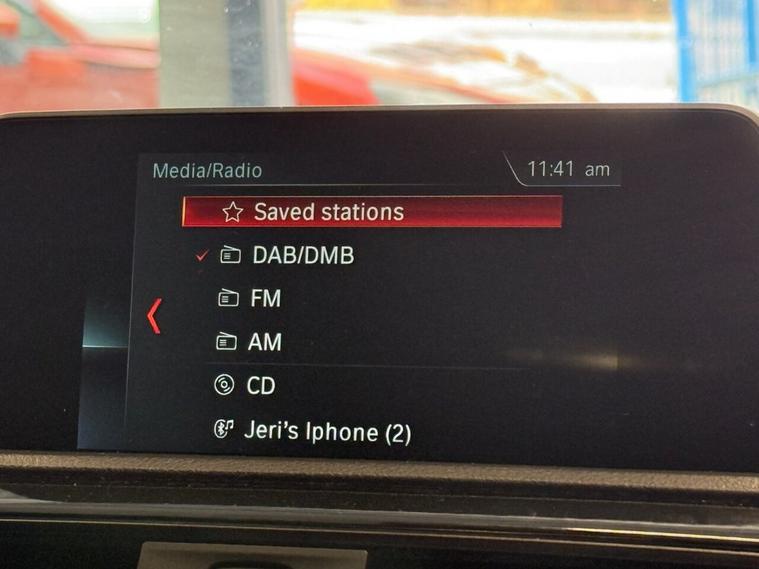 Media/Radio
11:41 am
Saved stations
DAB/DMB
FM
AM
CD
Jeri's Iphone (2)